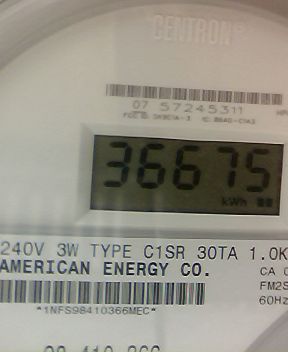 CENTRON®
07 57245311
36675
kWh
240V 3W TYPE C1SR 30TA 1.0K
AMERICAN ENERGY CO.
CA
FM2S
60Hz
*1NFS98410366MEC*